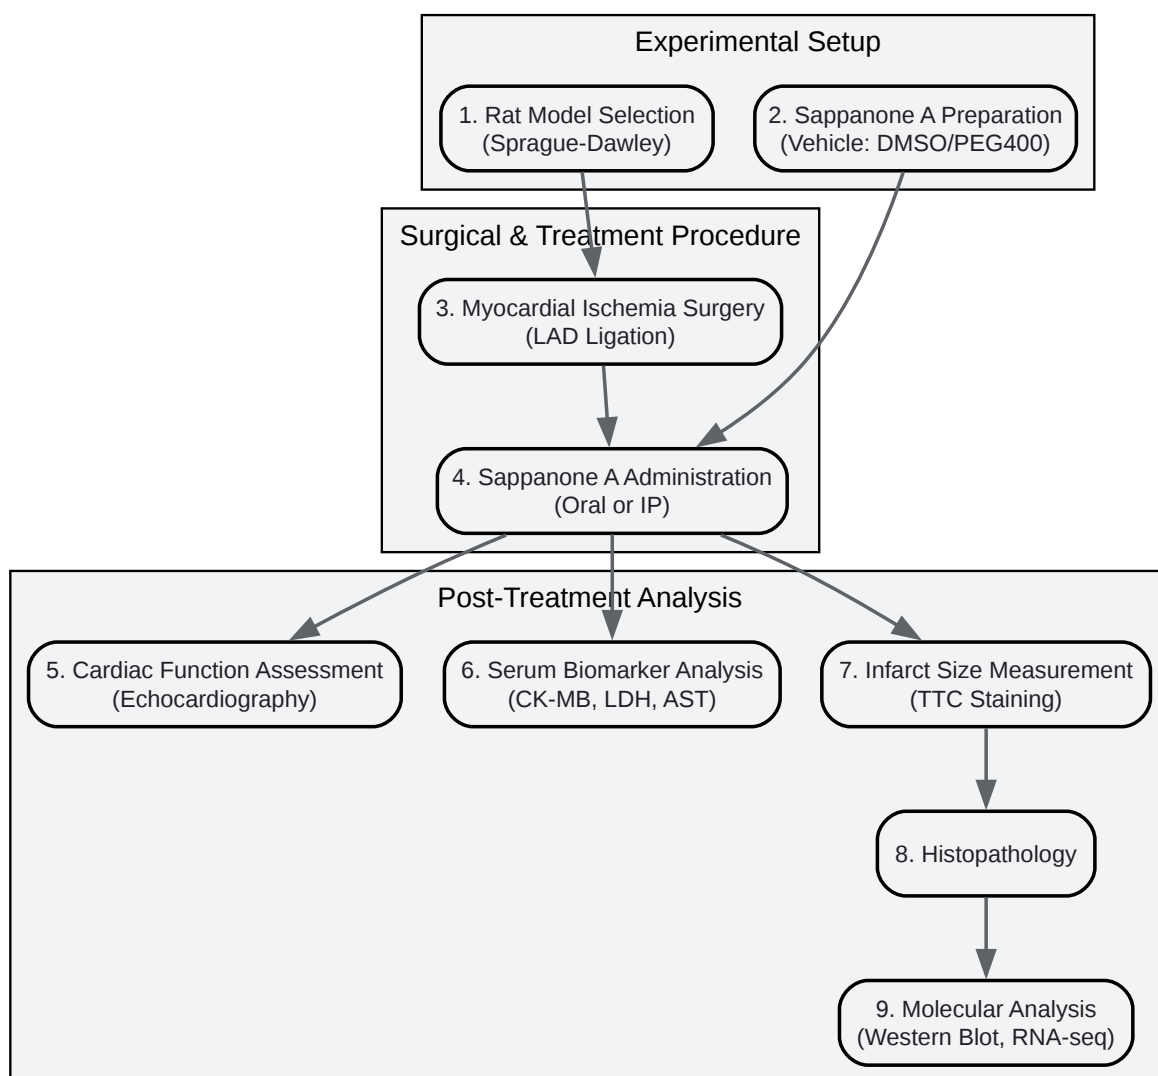 Experimental Setup
1. Rat Model Selection
(Sprague-Dawley)
2. Sappanone A Preparation
(Vehicle: DMSO/PEG400)
Surgical & Treatment Procedure
3. Myocardial Ischemia Surgery
(LAD Ligation)
4. Sappanone A Administration
(Oral or IP)
Post-Treatment Analysis
5. Cardiac Function Assessment
(Echocardiography)
6. Serum Biomarker Analysis
(CK-MB, LDH, AST)
7. Infarct Size Measurement
(TTC Staining)
8. Histopathology
9. Molecular Analysis
(Western Blot, RNA-seq)